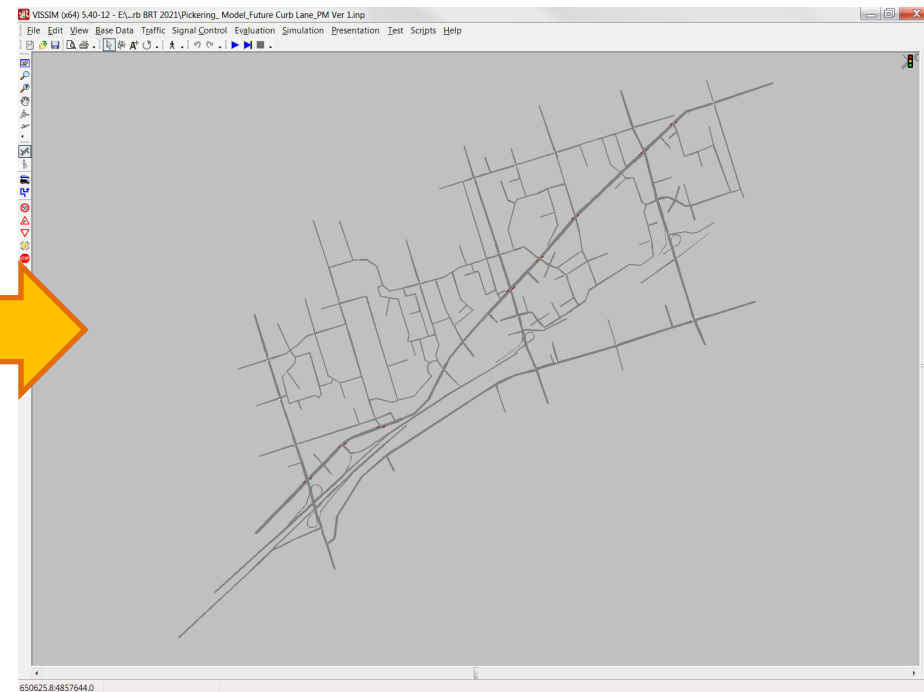 VISSIM (x64) 5.40-12 - E:\...rb BRT 2021\Pickering_ Model_Future Curb Lane_PM Ver 1.inp
File Edit View Base Data Traffic Signal Control Evaluation Simulation Presentation Test Scripts Help
STOP
650625.8:4857644.0